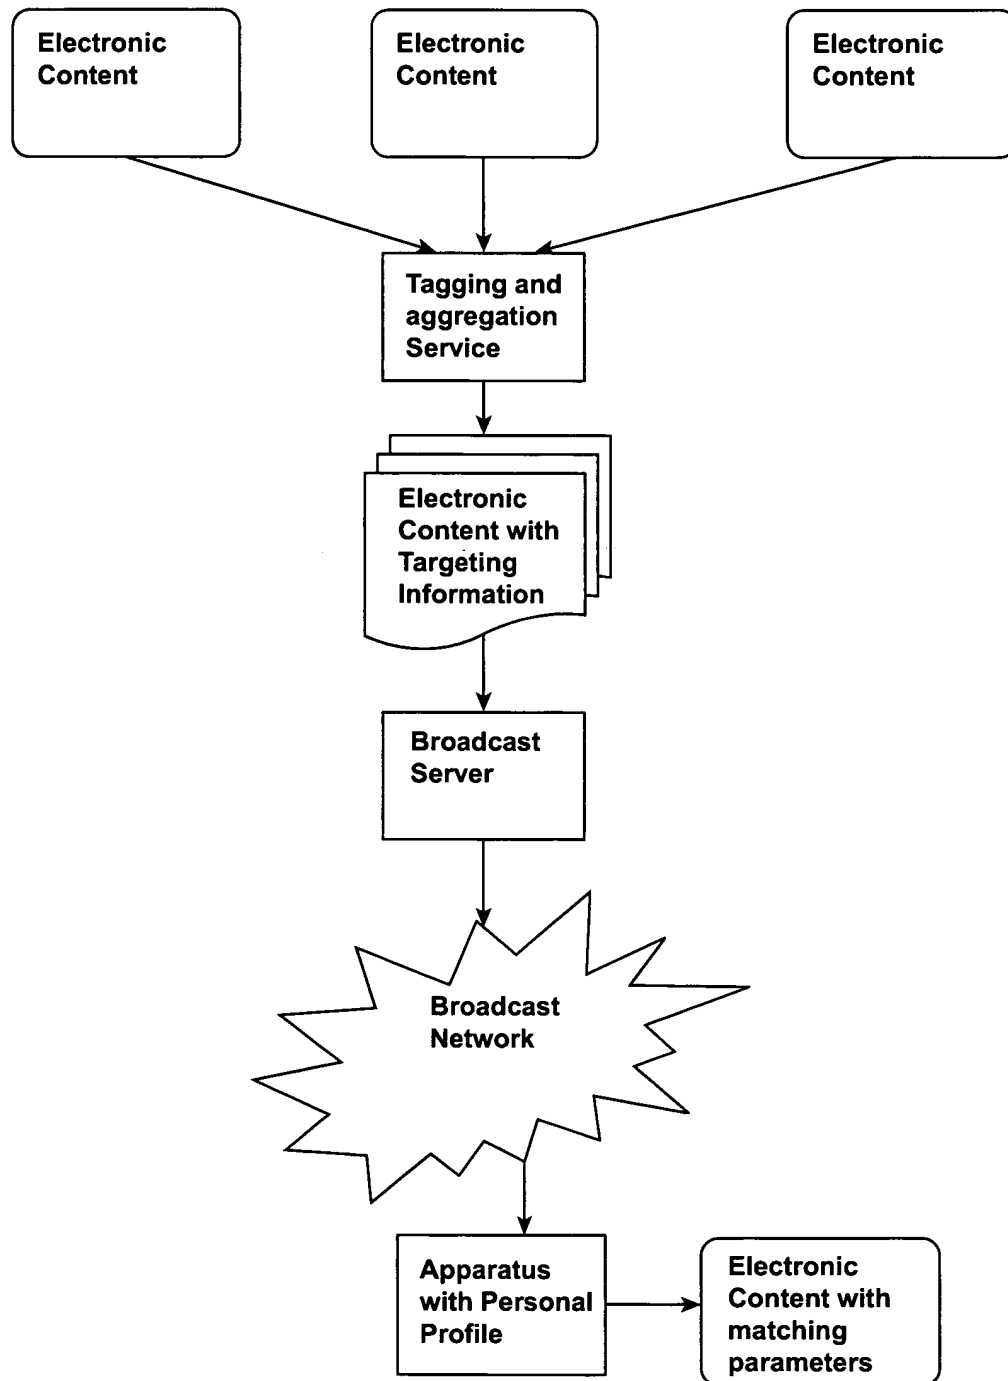 Electronic
Content
Electronic
Content
Electronic
Content
Tagging and
aggregation
Service
Electronic
Content with
Targeting
Information
Broadcast
Server
Broadcast
Network
Apparatus
with Personal
Profile
Electronic
Content with
matching
parameters